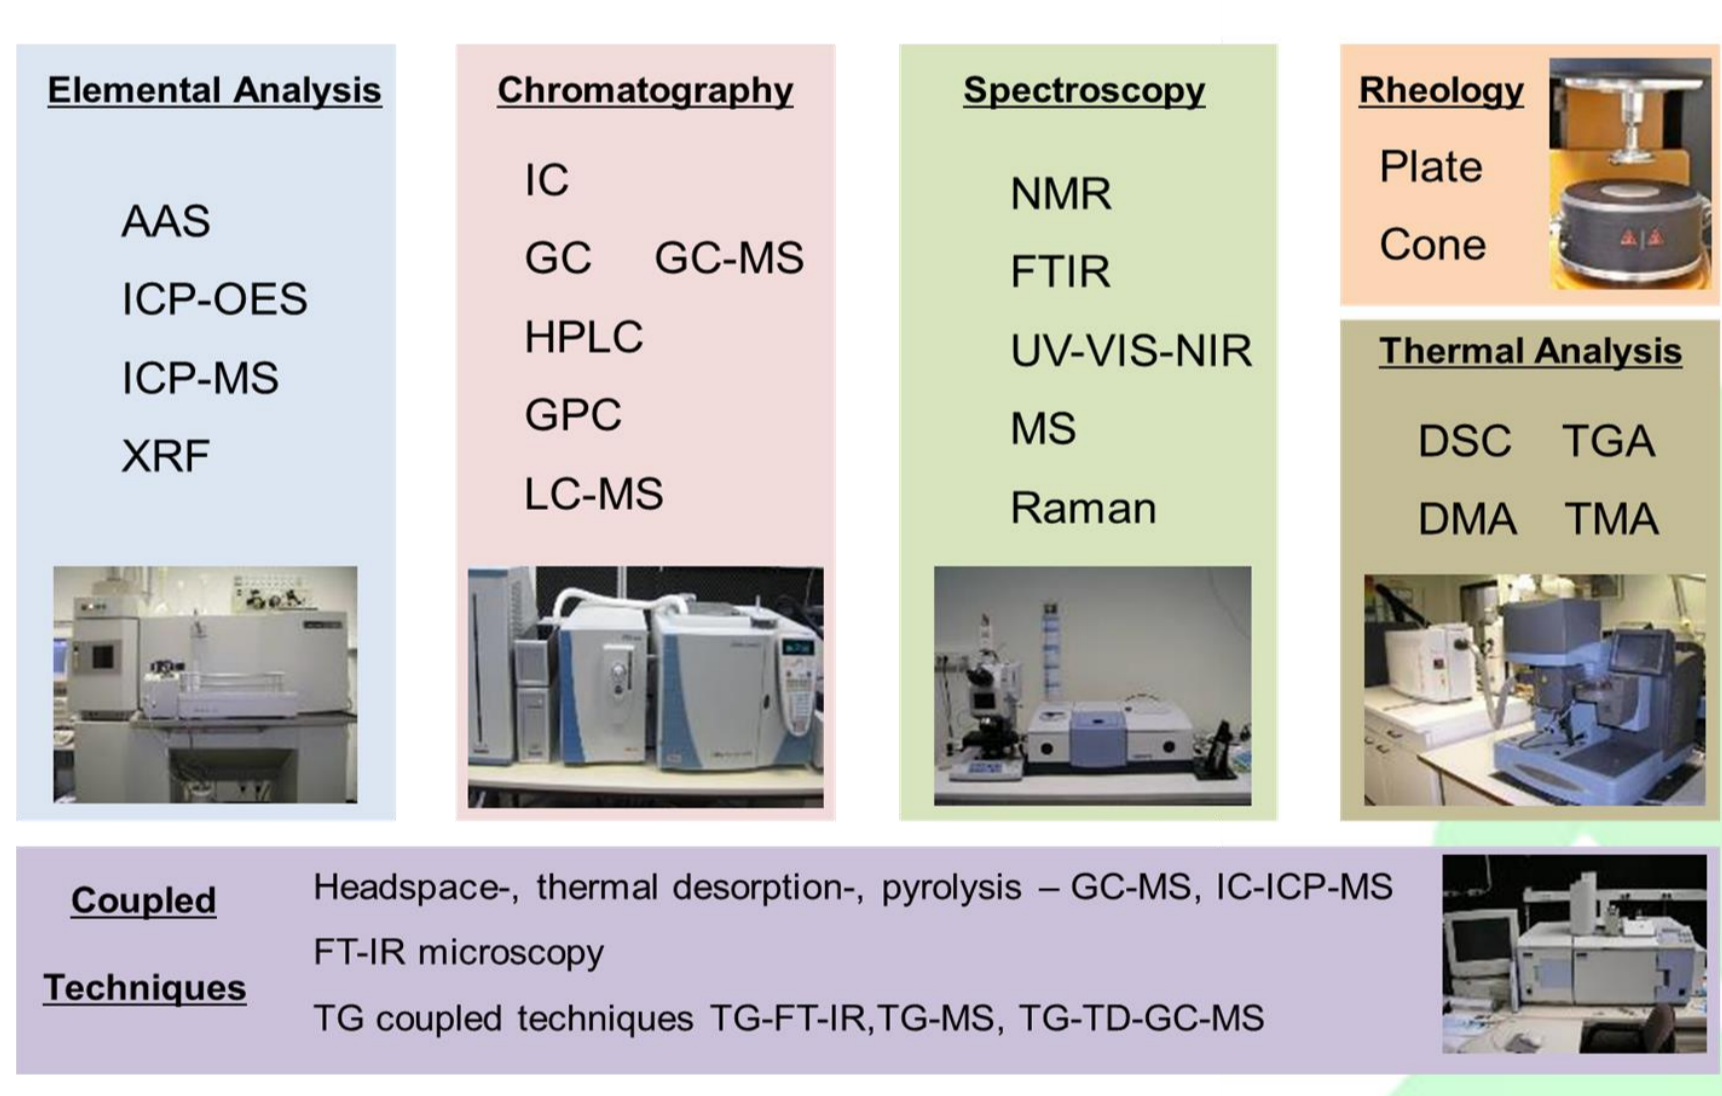 Elemental Analysis
AAS
ICP-OES
ICP-MS
XRF
Chromatography
IC
GC GC-MS
HPLC
GPC
LC-MS
Spectroscopy
NMR
FTIR
UV-VIS-NIR
MS
Raman
Rheology
Plate
Cone
Thermal Analysis
DSC TGA
DMA TMA
Coupled
Techniques
Headspace-, thermal desorption-, pyrolysis – GC-MS, IC-ICP-MS
FT-IR microscopy
TG coupled techniques TG-FT-IR,TG-MS, TG-TD-GC-MS